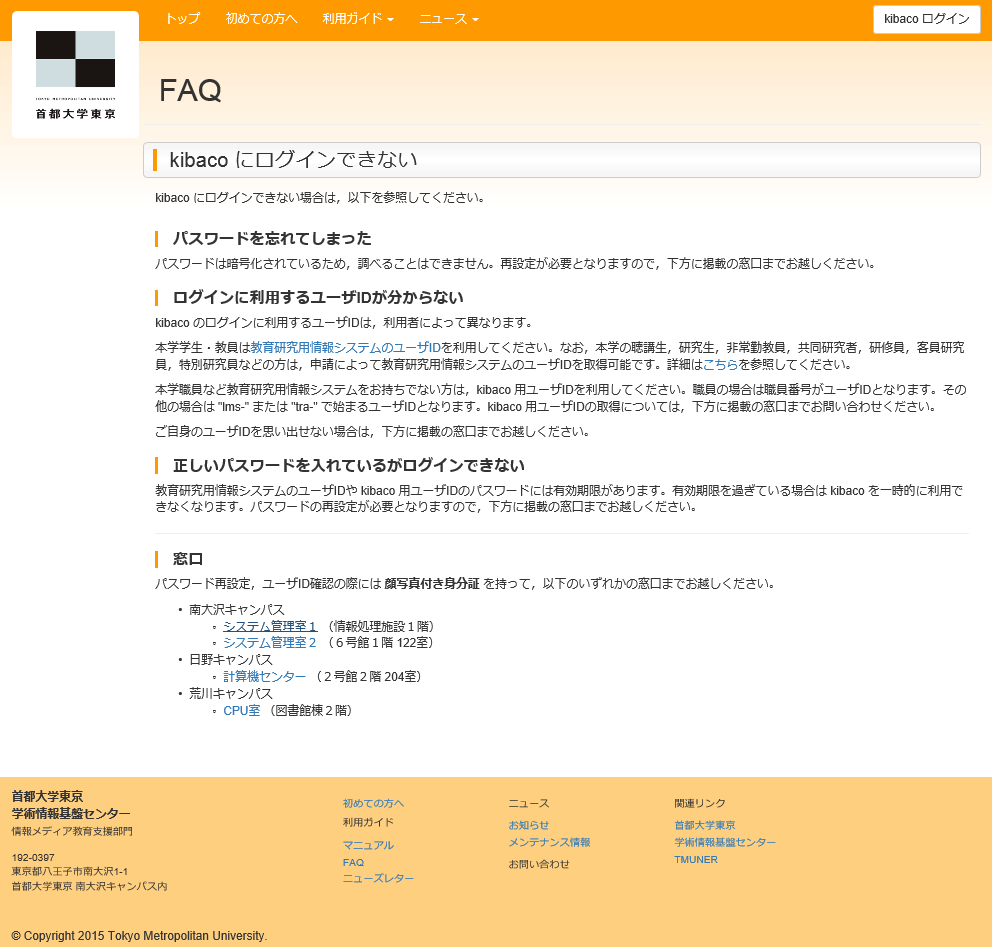 トップ 初めての方へ 利用ガイド ニュース kibaco ログイン
TOKYO METROPOLITAN UNIVERSITY
首都大学東京
FAQ
kibaco にログインできない
kibaco にログインできない場合は，以下を参照してください。
パスワードを忘れてしまった
パスワードは暗号化されているため，調べることはできません。再設定が必要となりますので，下方に掲載の窓口までお越しください。
ログインに利用するユーザIDが分からない
kibaco のログインに利用するユーザIDは，利用者によって異なります。
本学学生・教員は教育研究用情報システムのユーザIDを利用してください。なお，本学の聴講生，研究生，非常勤教員，共同研究者，研修員，客員研究
員，特別研究員などの方は，申請によって教育研究用情報システムのユーザIDを取得可能です。詳細はこちらを参照してください。
本学職員など教育研究用情報システムをお持ちでない方は，kibaco 用ユーザIDを利用してください。職員の場合は職員番号がユーザIDとなります。その
他の場合は "lms-" または "tra-" で始まるユーザIDとなります。kibaco 用ユーザIDの取得については，下方に掲載の窓口までお問い合わせください。
ご自身のユーザIDを思い出せない場合は，下方に掲載の窓口までお越しください。
正しいパスワードを入れているがログインできない
教育研究用情報システムのユーザIDや kibaco 用ユーザIDのパスワードには有効期限があります。有効期限を過ぎている場合は kibaco を一時的に利用で
きなくなります。パスワードの再設定が必要となりますので，下方に掲載の窓口までお越しください。
窓口
パスワード再設定，ユーザID確認の際には 顔写真付き身分証 を持って，以下のいずれかの窓口までお越しください。
• 南大沢キャンパス
◦ システム管理室１ （情報処理施設１階）
◦ システム管理室２ （６号館１階 122室）
• 日野キャンパス
◦ 計算機センター （２号館２階 204室）
• 荒川キャンパス
◦ CPU室 （図書館棟２階）
首都大学東京
学術情報基盤センター
情報メディア教育支援部門
192-0397
東京都八王子市南大沢1-1
首都大学東京 南大沢キャンパス内
初めての方へ
利用ガイド
マニュアル
FAQ
ニューズレター
ニュース
お知らせ
メンテナンス情報
お問い合わせ
関連リンク
首都大学東京
学術情報基盤センター
TMUNER
© Copyright 2015 Tokyo Metropolitan University.